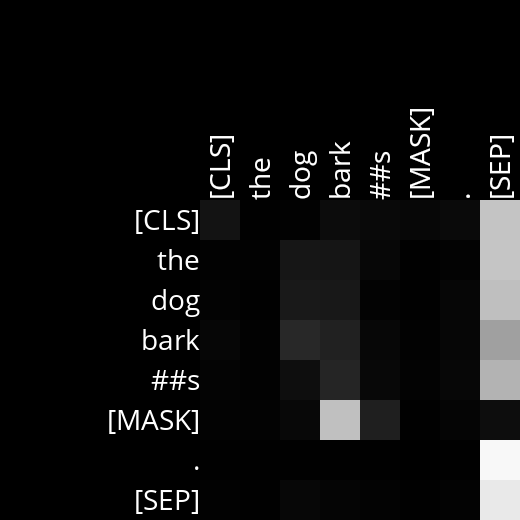 [CLS] the dog bark ##s [MASK] . [SEP]
[CLS]
the
dog
bark
##s
[MASK]
.
[SEP]